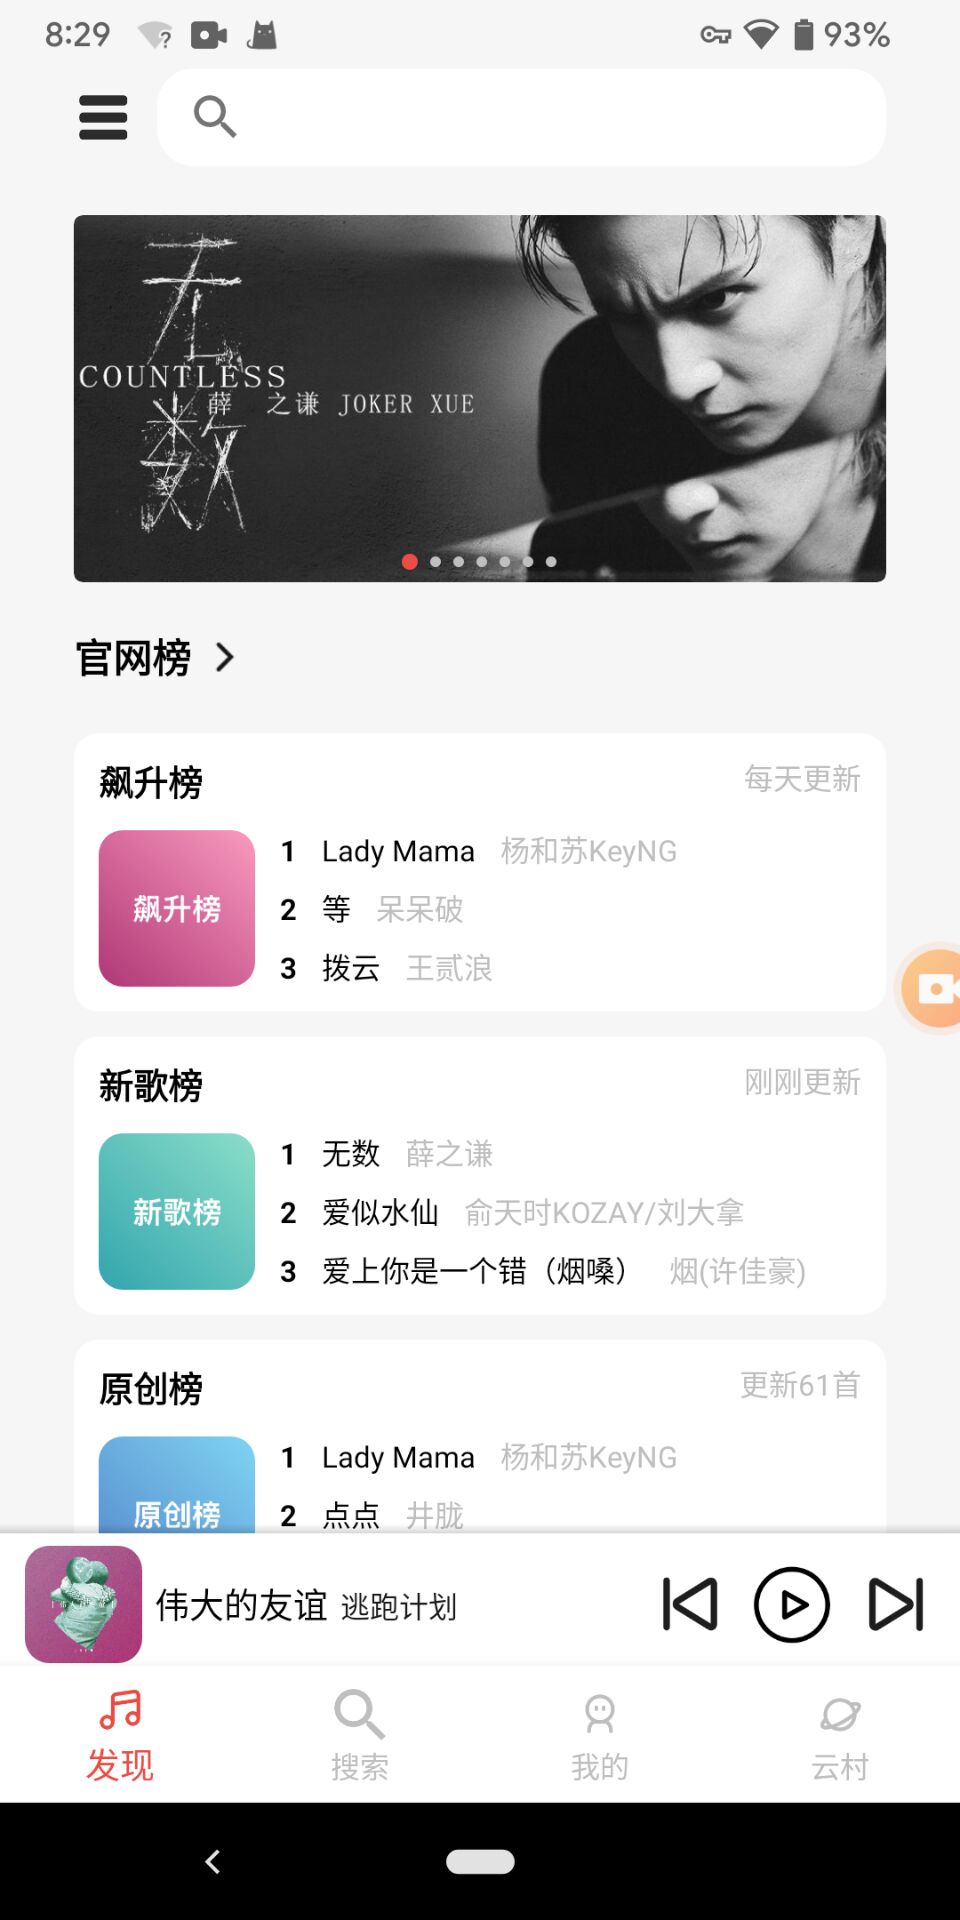 8:29
93%
无数
COUNTLESS
薛之谦 JOKER XUE
官网榜
飙升榜
每天更新
飙升榜
1 Lady Mama 杨和苏KeyNG
2 等 呆呆破
3 拨云 王贰浪
新歌榜
刚刚更新
新歌榜
1 无数 薛之谦
2 爱似水仙 俞天时KOZAY/刘大拿
3 爱上你是一个错（烟嗓） 烟(许佳豪)
原创榜
更新61首
原创榜
1 Lady Mama 杨和苏KeyNG
2 点点 井胧
伟大的友谊 逃跑计划
发现
搜索
我的
云村